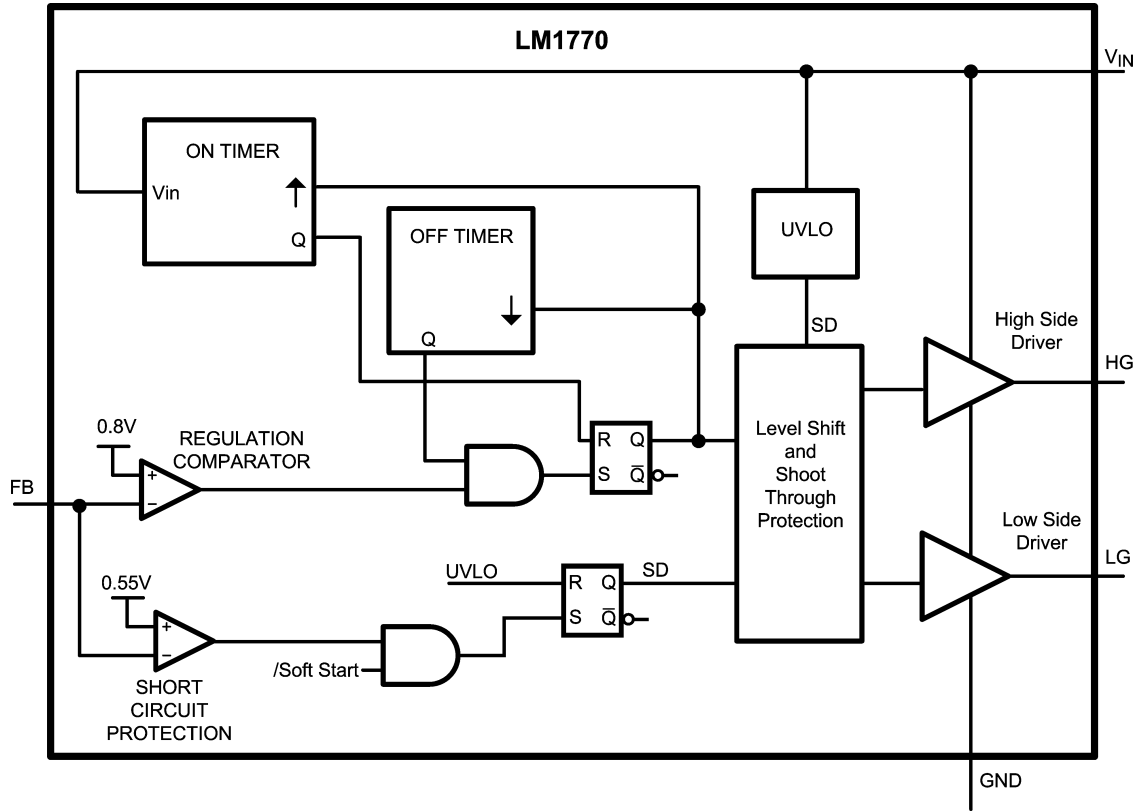 LM1770
VIN
ON TIMER
Vin
Q
OFF TIMER
Q
UVLO
SD
High Side
Driver
HG
0.8V
REGULATION
COMPARATOR
+
−
FB
R Q
S Q̅
Level Shift
and
Shoot
Through
Protection
Low Side
Driver
LG
0.55V
+
−
UVLO
R Q
S Q̅
SD
/Soft Start
SHORT
CIRCUIT
PROTECTION
GND